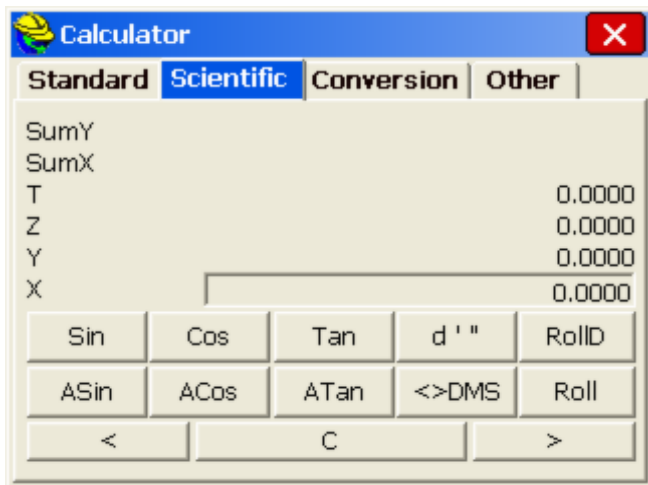 Calculator
Standard Scientific Conversion Other
SumY
SumX
T 0.0000
Z 0.0000
Y 0.0000
X 0.0000
Sin Cos Tan d ' " RollD
ASin ACos ATan <>DMS Roll
< C >